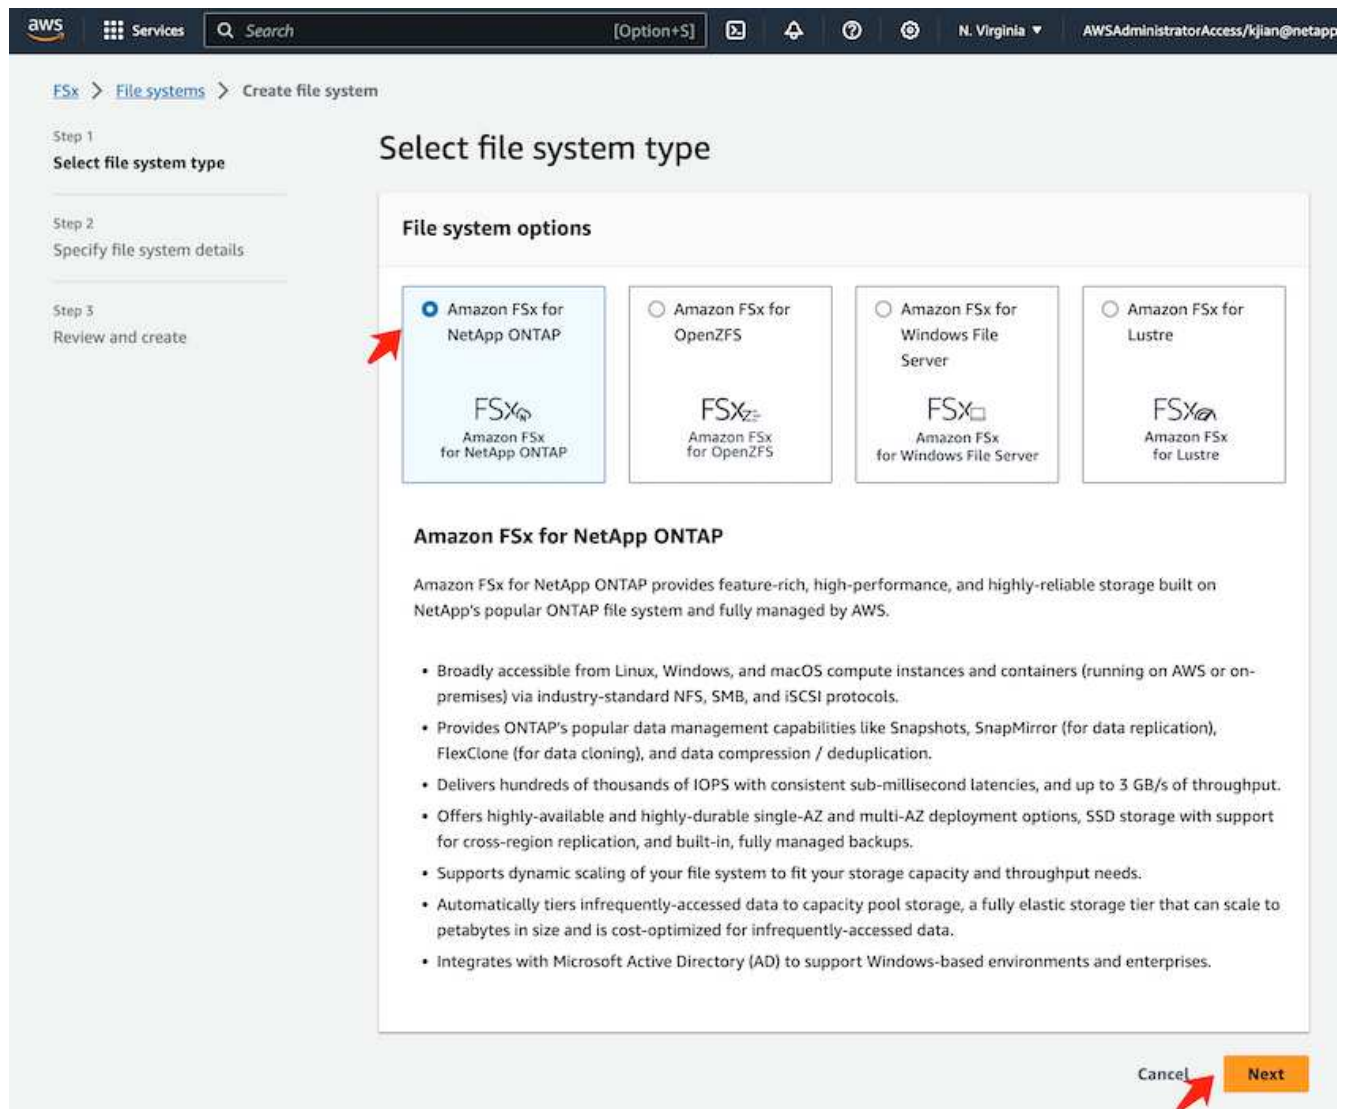 aws Services Search [Option+S] N. Virginia ▼ AWSAdministratorAccess/kjian@netapp
FSx > File systems > Create file system
Step 1
Select file system type
Step 2
Specify file system details
Step 3
Review and create
Select file system type
File system options
Amazon FSx for
NetApp ONTAP
FSx
Amazon FSx
for NetApp ONTAP
Amazon FSx for
OpenZFS
FSx
Amazon FSx
for OpenZFS
Amazon FSx for
Windows File
Server
FSx
Amazon FSx
for Windows File Server
Amazon FSx for
Lustre
FSx
Amazon FSx
for Lustre
Amazon FSx for NetApp ONTAP
Amazon FSx for NetApp ONTAP provides feature-rich, high-performance, and highly-reliable storage built on
NetApp's popular ONTAP file system and fully managed by AWS.
• Broadly accessible from Linux, Windows, and macOS compute instances and containers (running on AWS or on-
premises) via industry-standard NFS, SMB, and iSCSI protocols.
• Provides ONTAP's popular data management capabilities like Snapshots, SnapMirror (for data replication),
FlexClone (for data cloning), and data compression / deduplication.
• Delivers hundreds of thousands of IOPS with consistent sub-millisecond latencies, and up to 3 GB/s of throughput.
• Offers highly-available and highly-durable single-AZ and multi-AZ deployment options, SSD storage with support
for cross-region replication, and built-in, fully managed backups.
• Supports dynamic scaling of your file system to fit your storage capacity and throughput needs.
• Automatically tiers infrequently-accessed data to capacity pool storage, a fully elastic storage tier that can scale to
petabytes in size and is cost-optimized for infrequently-accessed data.
• Integrates with Microsoft Active Directory (AD) to support Windows-based environments and enterprises.
Cancel Next